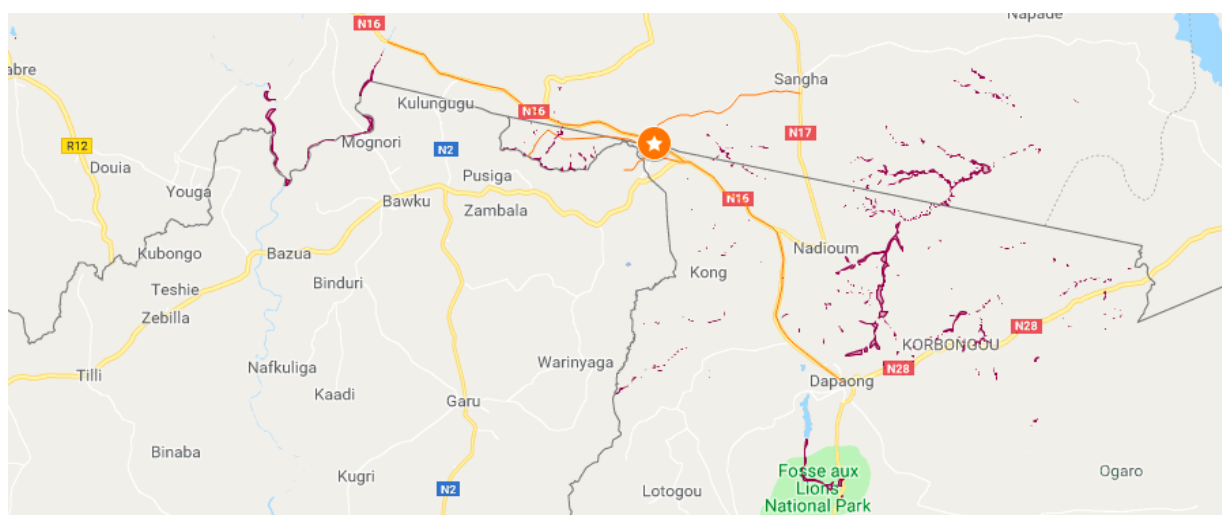 Napade
N16
abre
Sangha
Kulungugu
N16
R12
Mognori
N17
Douia
N2
Pusiga
Youga
Bawku
N16
Zambala
Kubongo
Bazua
Nadioum
Kong
Teshie
Binduri
Zebilla
N28
KORBONGOU
Warinyaga
Nafkuliga
N28
Tilli
Dapaong
Kaadi
Garu
Binaba
Fosse aux
Lions
National Park
Ogaro
Kugri
N2
Lotogou